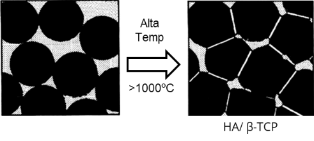 Alta
Temp
>1000ºC
HA/ β-TCP